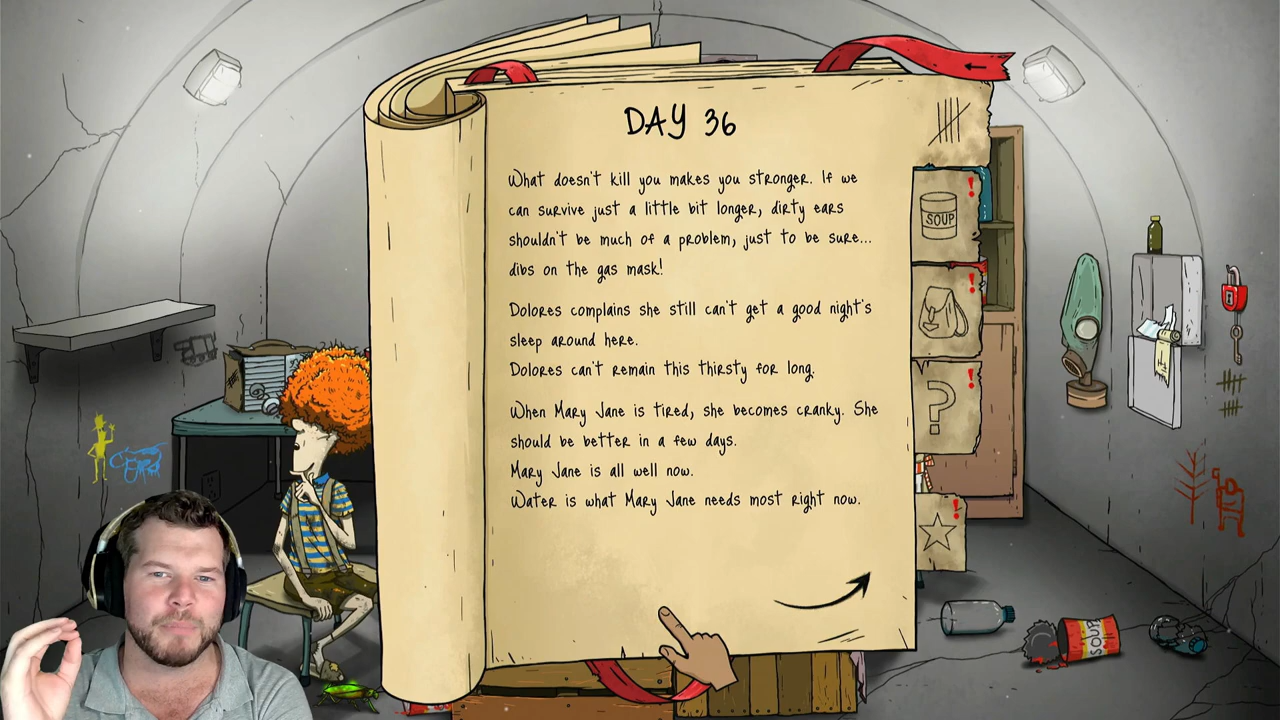 DAY 36
What doesn't kill you makes you stronger. If we
can survive just a little bit longer, dirty ears
shouldn't be much of a problem, just to be sure...
dibs on the gas mask!
Dolores complains she still can't get a good night's
sleep around here.
Dolores can't remain this thirsty for long.
When Mary Jane is tired, she becomes cranky. She
should be better in a few days.
Mary Jane is all well now.
Water is what Mary Jane needs most right now.
!
SOUP
!
!
?
!
SOUP